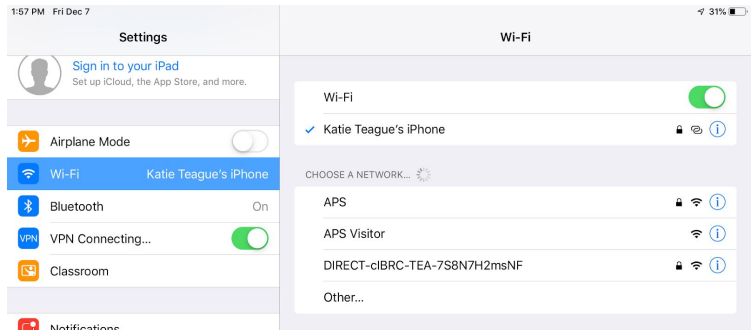 1:57 PM Fri Dec 7
31%
Settings
Wi-Fi
Sign in to your iPad
Set up iCloud, the App Store, and more.
Airplane Mode
Wi-Fi Katie Teague's iPhone
Bluetooth On
VPN VPN Connecting...
Classroom
Notifications
Wi-Fi
Katie Teague's iPhone
CHOOSE A NETWORK...
APS
APS Visitor
DIRECT-cIBRC-TEA-7S8N7H2msNF
Other...